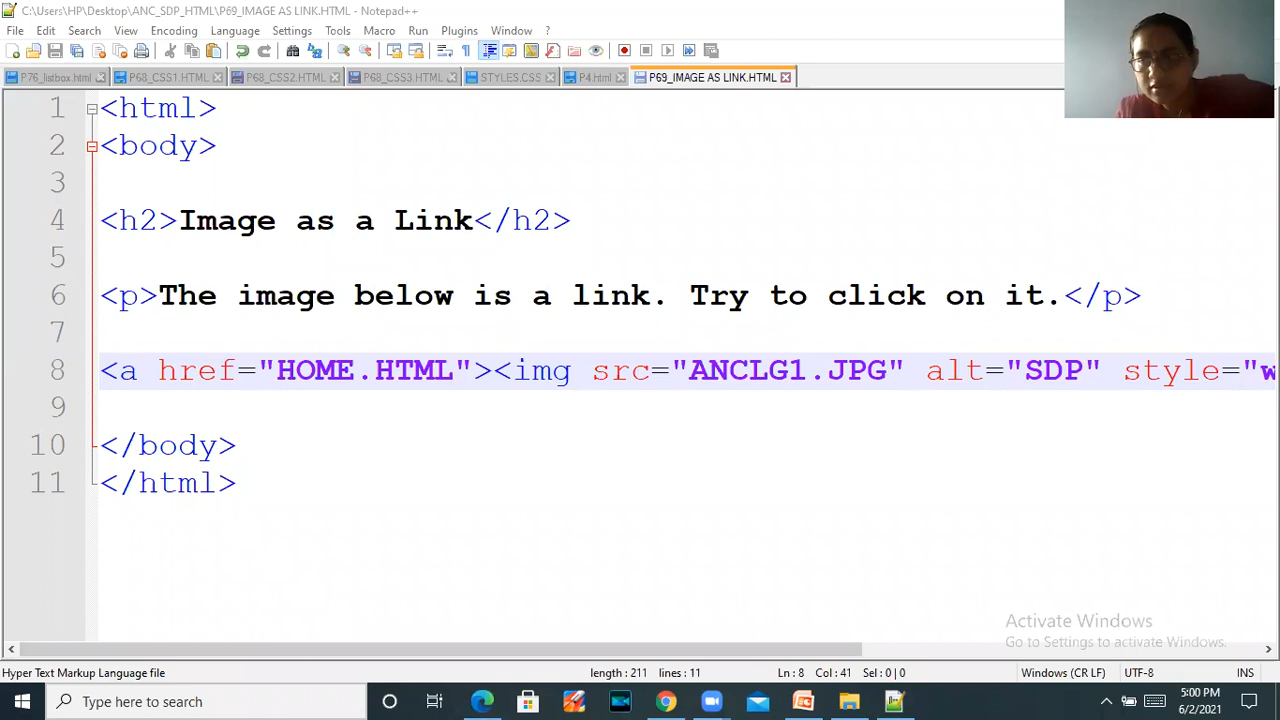 C:\Users\HP\Desktop\ANC_SDP_HTML\P69_IMAGE AS LINK.HTML - Notepad++
File Edit Search View Encoding Language Settings Tools Macro Run Plugins Window ?
P76_listbox.html P68_CSS1.HTML P68_CSS2.HTML P68_CSS3.HTML STYLES.CSS P4.html P69_IMAGE AS LINK.HTML
1 <html>
2 <body>
3
4 <h2>Image as a Link</h2>
5
6 <p>The image below is a link. Try to click on it.</p>
7
8 <a href="HOME.HTML"><img src="ANCLG1.JPG" alt="SDP" style="w
9
10 </body>
11 </html>
Activate Windows
Go to Settings to activate Windows.
Hyper Text Markup Language file length : 211 lines : 11 Ln : 8 Col : 41 Sel : 0 | 0 Windows (CR LF) UTF-8 INS
Type here to search
5:00 PM
6/2/2021